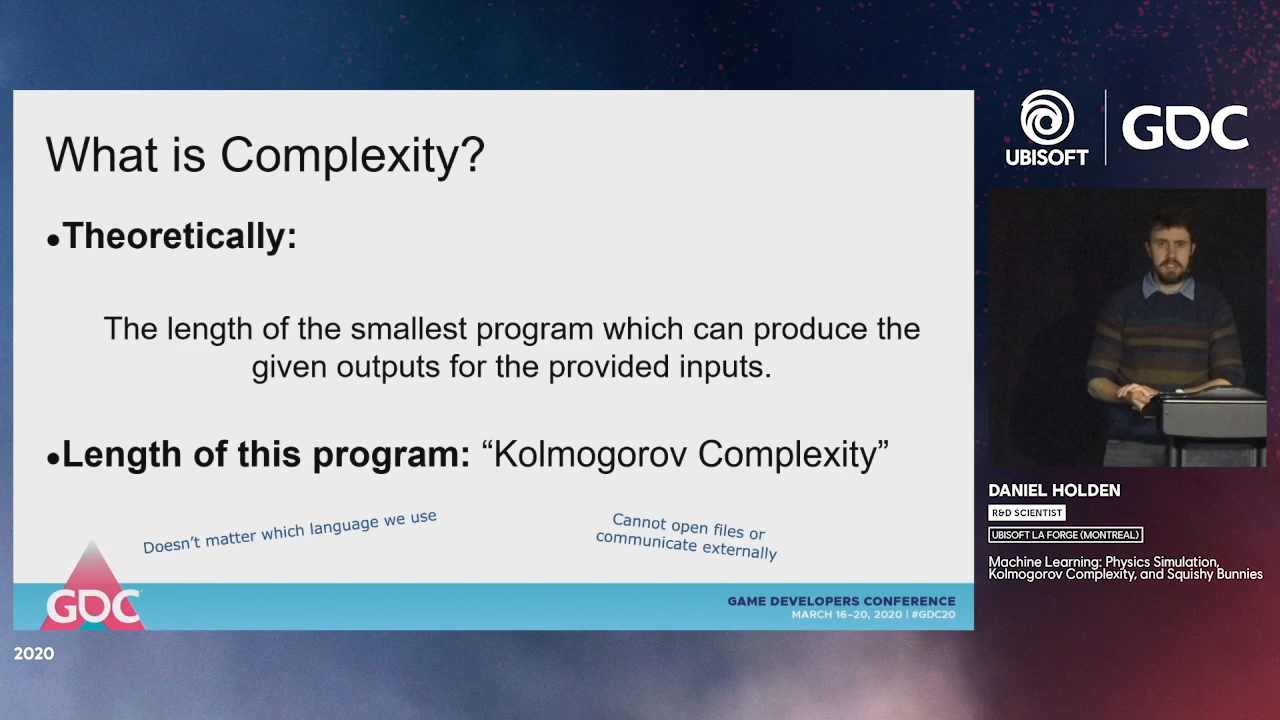 What is Complexity?
●Theoretically:
The length of the smallest program which can produce the
given outputs for the provided inputs.
●Length of this program: “Kolmogorov Complexity”
Doesn’t matter which language we use
Cannot open files or
communicate externally
GDC
GAME DEVELOPERS CONFERENCE
MARCH 16–20, 2020 | #GDC20
2020
UBISOFT
GDC
DANIEL HOLDEN
R&D SCIENTIST
UBISOFT LA FORGE (MONTREAL)
Machine Learning: Physics Simulation,
Kolmogorov Complexity, and Squishy Bunnies